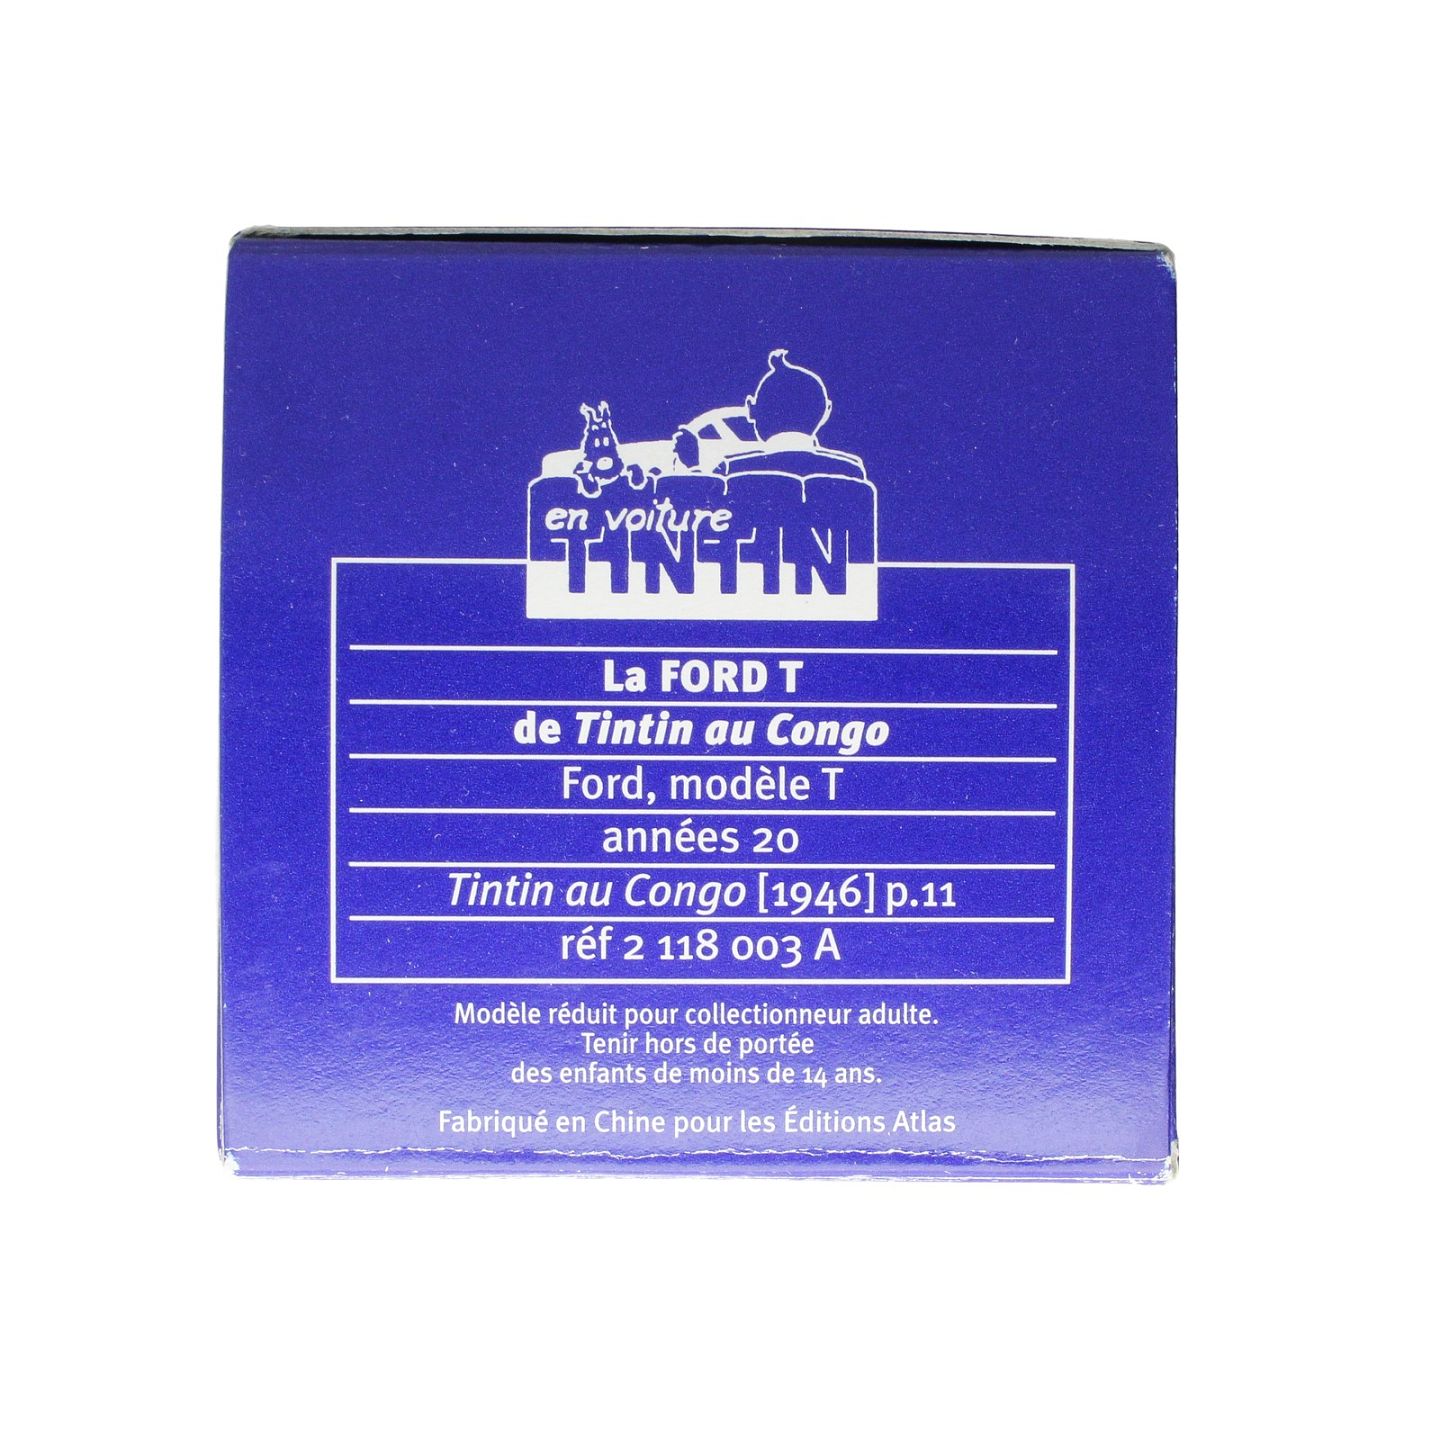 en voiture
TINTIN
La FORD T
de Tintin au Congo
Ford, modèle T
années 20
Tintin au Congo [1946] p.11
réf 2 118 003 A
Modèle réduit pour collectionneur adulte.
Tenir hors de portée
des enfants de moins de 14 ans.
Fabriqué en Chine pour les Éditions Atlas